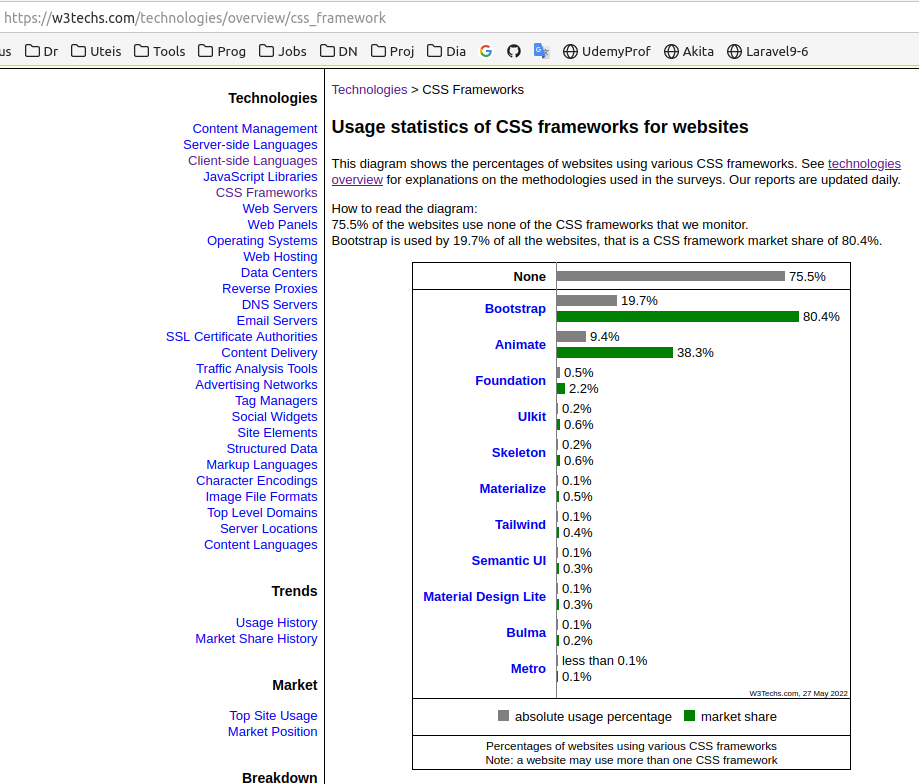 https://w3techs.com/technologies/overview/css_framework
us Dr Uteis Tools Prog Jobs DN Proj Dia UdemyProf Akita Laravel9-6
Technologies
Content Management
Server-side Languages
Client-side Languages
JavaScript Libraries
CSS Frameworks
Web Servers
Web Panels
Operating Systems
Web Hosting
Data Centers
Reverse Proxies
DNS Servers
Email Servers
SSL Certificate Authorities
Content Delivery
Traffic Analysis Tools
Advertising Networks
Tag Managers
Social Widgets
Site Elements
Structured Data
Markup Languages
Character Encodings
Image File Formats
Top Level Domains
Server Locations
Content Languages
Trends
Usage History
Market Share History
Market
Top Site Usage
Market Position
Breakdown
Technologies > CSS Frameworks
Usage statistics of CSS frameworks for websites
This diagram shows the percentages of websites using various CSS frameworks. See technologies
overview for explanations on the methodologies used in the surveys. Our reports are updated daily.
How to read the diagram:
75.5% of the websites use none of the CSS frameworks that we monitor.
Bootstrap is used by 19.7% of all the websites, that is a CSS framework market share of 80.4%.
None 75.5%
Bootstrap 19.7%
80.4%
Animate 9.4%
38.3%
Foundation 0.5%
2.2%
UIkit 0.2%
0.6%
Skeleton 0.2%
0.6%
Materialize 0.1%
0.5%
Tailwind 0.1%
0.4%
Semantic UI 0.1%
0.3%
Material Design Lite 0.1%
0.3%
Bulma 0.1%
0.2%
Metro less than 0.1%
0.1%
W3Techs.com, 27 May 2022
absolute usage percentage market share
Percentages of websites using various CSS frameworks
Note: a website may use more than one CSS framework